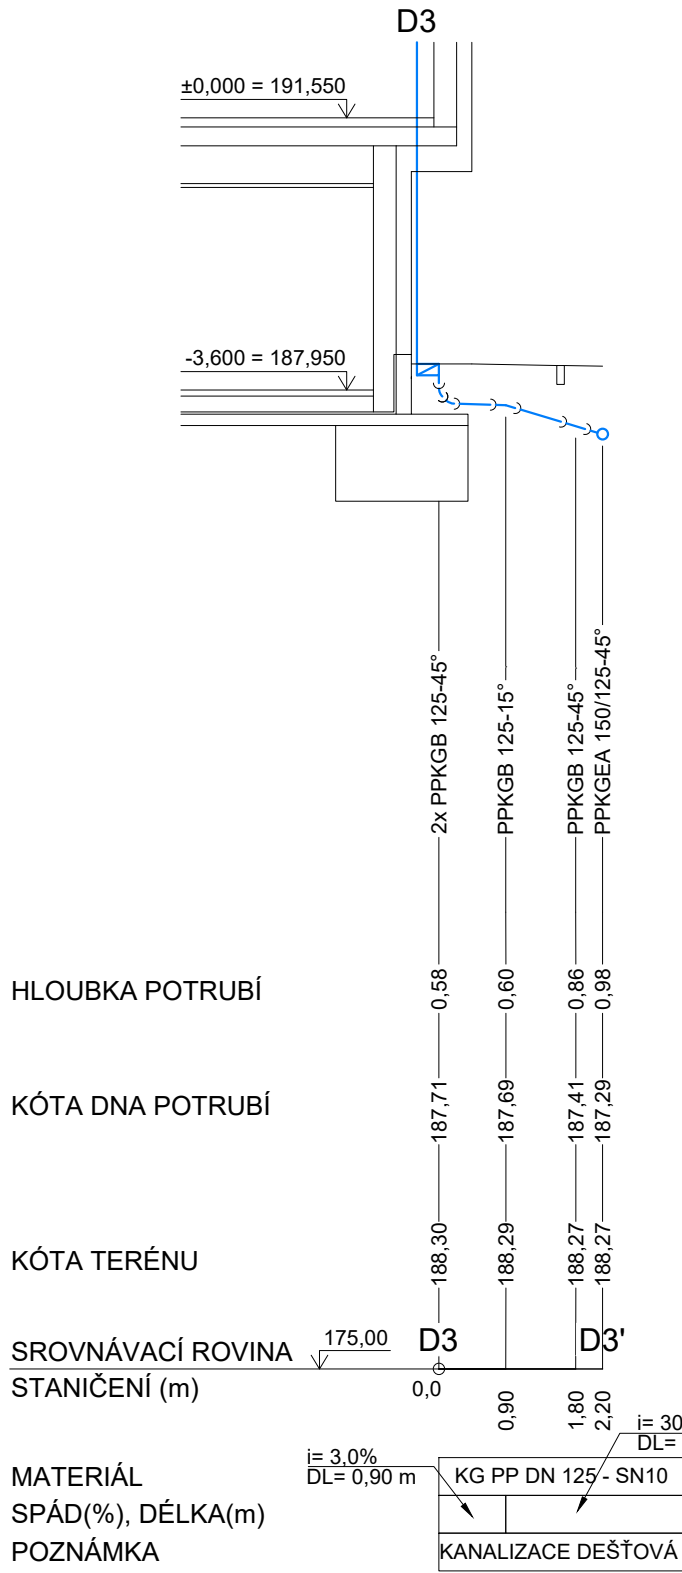 D3
±0,000 = 191,550
-3,600 = 187,950
2x PPKGB 125-45°
PPKGB 125-15°
PPKGB 125-45°
PPKGEA 150/125-45°
HLOUBKA POTRUBÍ
0,58
0,60
0,86
0,98
KÓTA DNA POTRUBÍ
187,71
187,69
187,41
187,29
KÓTA TERÉNU
188,30
188,29
188,27
188,27
SROVNÁVACÍ ROVINA
175,00
D3
D3'
STANIČENÍ (m)
0,0
0,90
1,80
2,20
i= 3,0%
DL= 0,90 m
i= 30
DL=
MATERIÁL
KG PP DN 125 - SN10
SPÁD(%), DÉLKA(m)
POZNÁMKA
KANALIZACE DEŠŤOVÁ